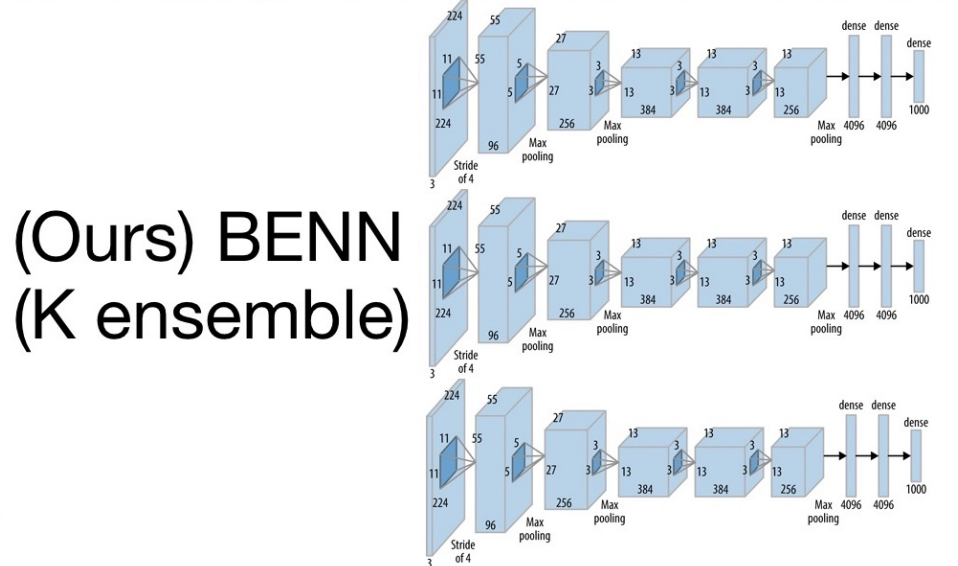 (Ours) BENN
(K ensemble)
224
55
27
13
13
13
dense
dense
dense
11
55
5
3
3
3
11
5
27
3
13
3
13
3
13
224
96
256
384
384
256
1000
3
Stride
of 4
Max
pooling
Max
pooling
Max
pooling
4096
4096
224
55
27
13
13
13
dense
dense
dense
11
55
5
3
3
3
11
5
27
3
13
3
13
3
13
224
96
256
384
384
256
1000
3
Stride
of 4
Max
pooling
Max
pooling
Max
pooling
4096
4096
224
55
27
13
13
13
dense
dense
dense
11
55
5
3
3
3
11
5
27
3
13
3
13
3
13
224
96
256
384
384
256
1000
3
Stride
of 4
Max
pooling
Max
pooling
Max
pooling
4096
4096